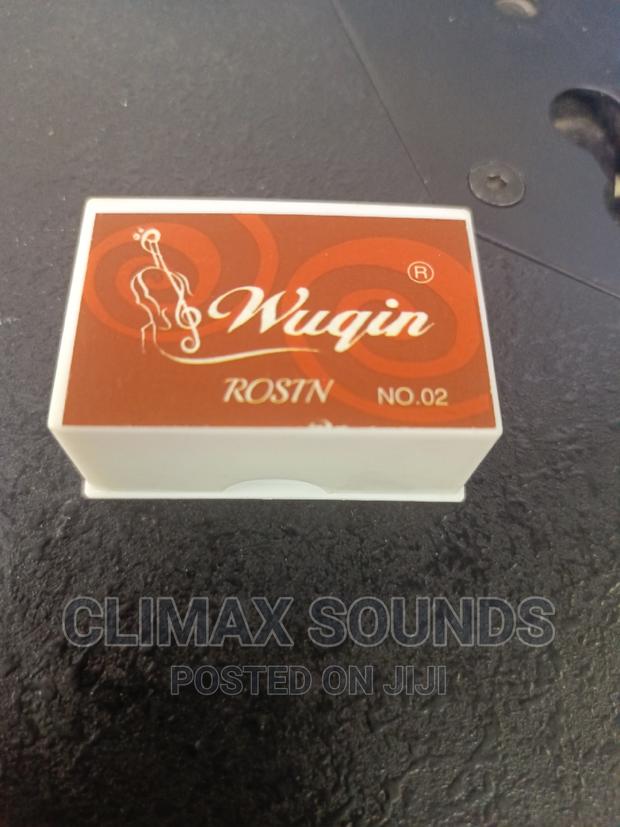 ®
Wuqin
ROSTN NO.02
CLIMAX SOUNDS
POSTED ON JIJI